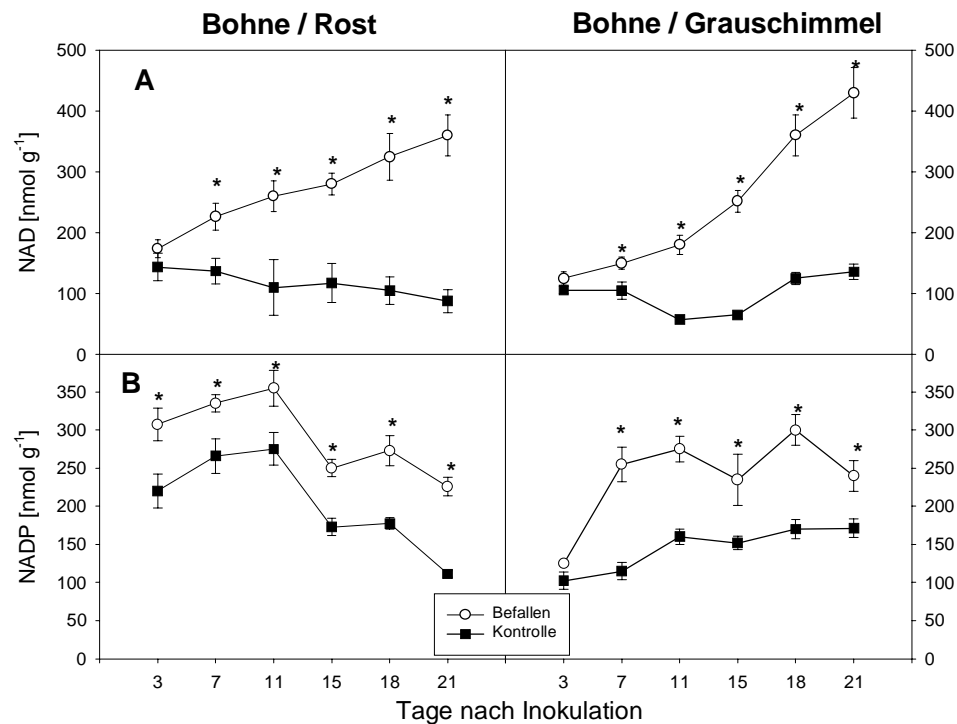 Bohne / Rost
Bohne / Grauschimmel
A
NAD [nmol g-1]
500
400
300
200
100
0
* * * * *
* * * * *
500
400
300
200
100
0
B
NADP [nmol g-1]
350
300
250
200
150
100
50
0
* * * * * *
* * * * *
350
300
250
200
150
100
50
0
Befallen
Kontrolle
3 7 11 15 18 21
3 7 11 15 18 21
Tage nach Inokulation